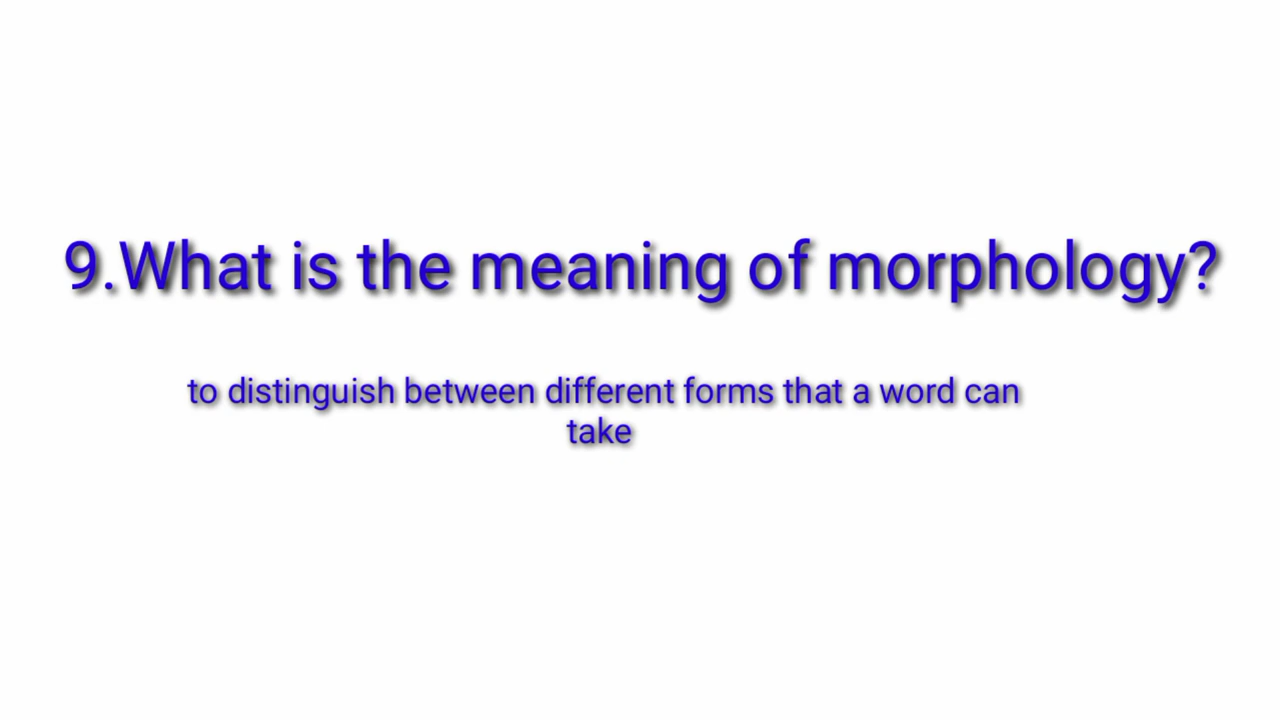 9.What is the meaning of morphology?
to distinguish between different forms that a word can
take